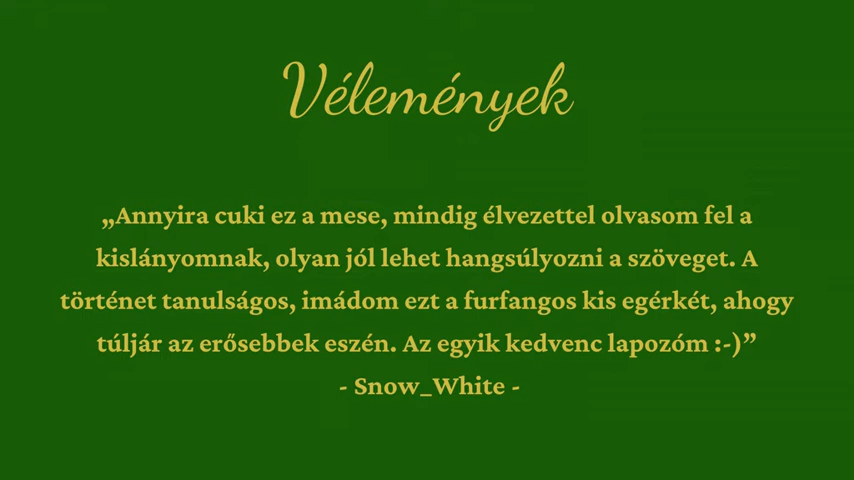 Vélemények
„Annyira cuki ez a mese, mindig élvezettel olvasom fel a
kislányomnak, olyan jól lehet hangsúlyozni a szöveget. A
történet tanulságos, imádom ezt a furfangos kis egérkét, ahogy
túljár az erősebbek eszén. Az egyik kedvenc lapozóm :-)”
- Snow_White -